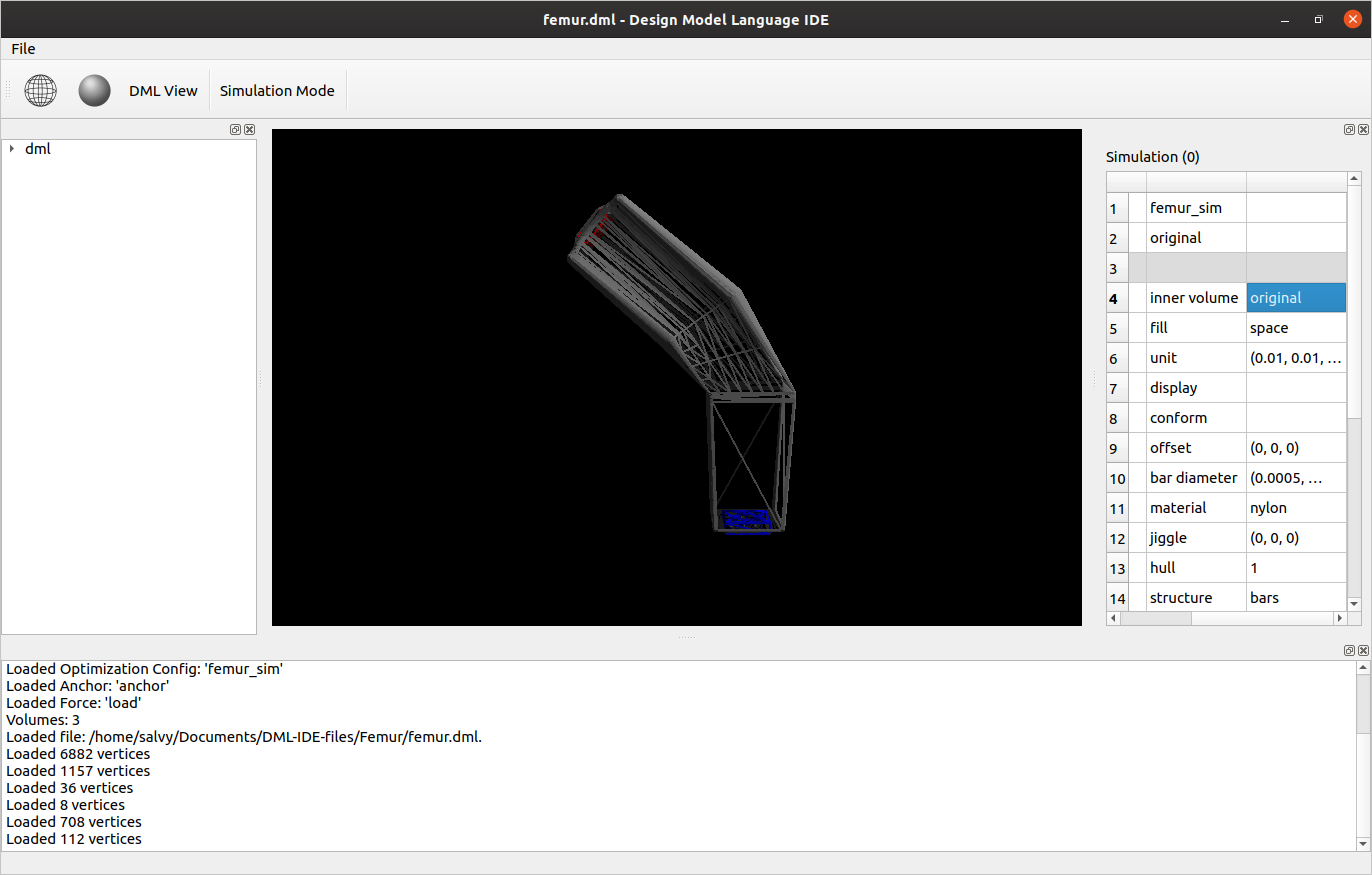 femur.dml - Design Model Language IDE
File
DML View
Simulation Mode
dml
Simulation (0)
1 femur_sim
2 original
3
4 inner volume original
5 fill space
6 unit (0.01, 0.01, …
7 display
8 conform
9 offset (0, 0, 0)
10 bar diameter (0.0005, …
11 material nylon
12 jiggle (0, 0, 0)
13 hull 1
14 structure bars
Loaded Optimization Config: 'femur_sim'
Loaded Anchor: 'anchor'
Loaded Force: 'load'
Volumes: 3
Loaded file: /home/salvy/Documents/DML-IDE-files/Femur/femur.dml.
Loaded 6882 vertices
Loaded 1157 vertices
Loaded 36 vertices
Loaded 8 vertices
Loaded 708 vertices
Loaded 112 vertices